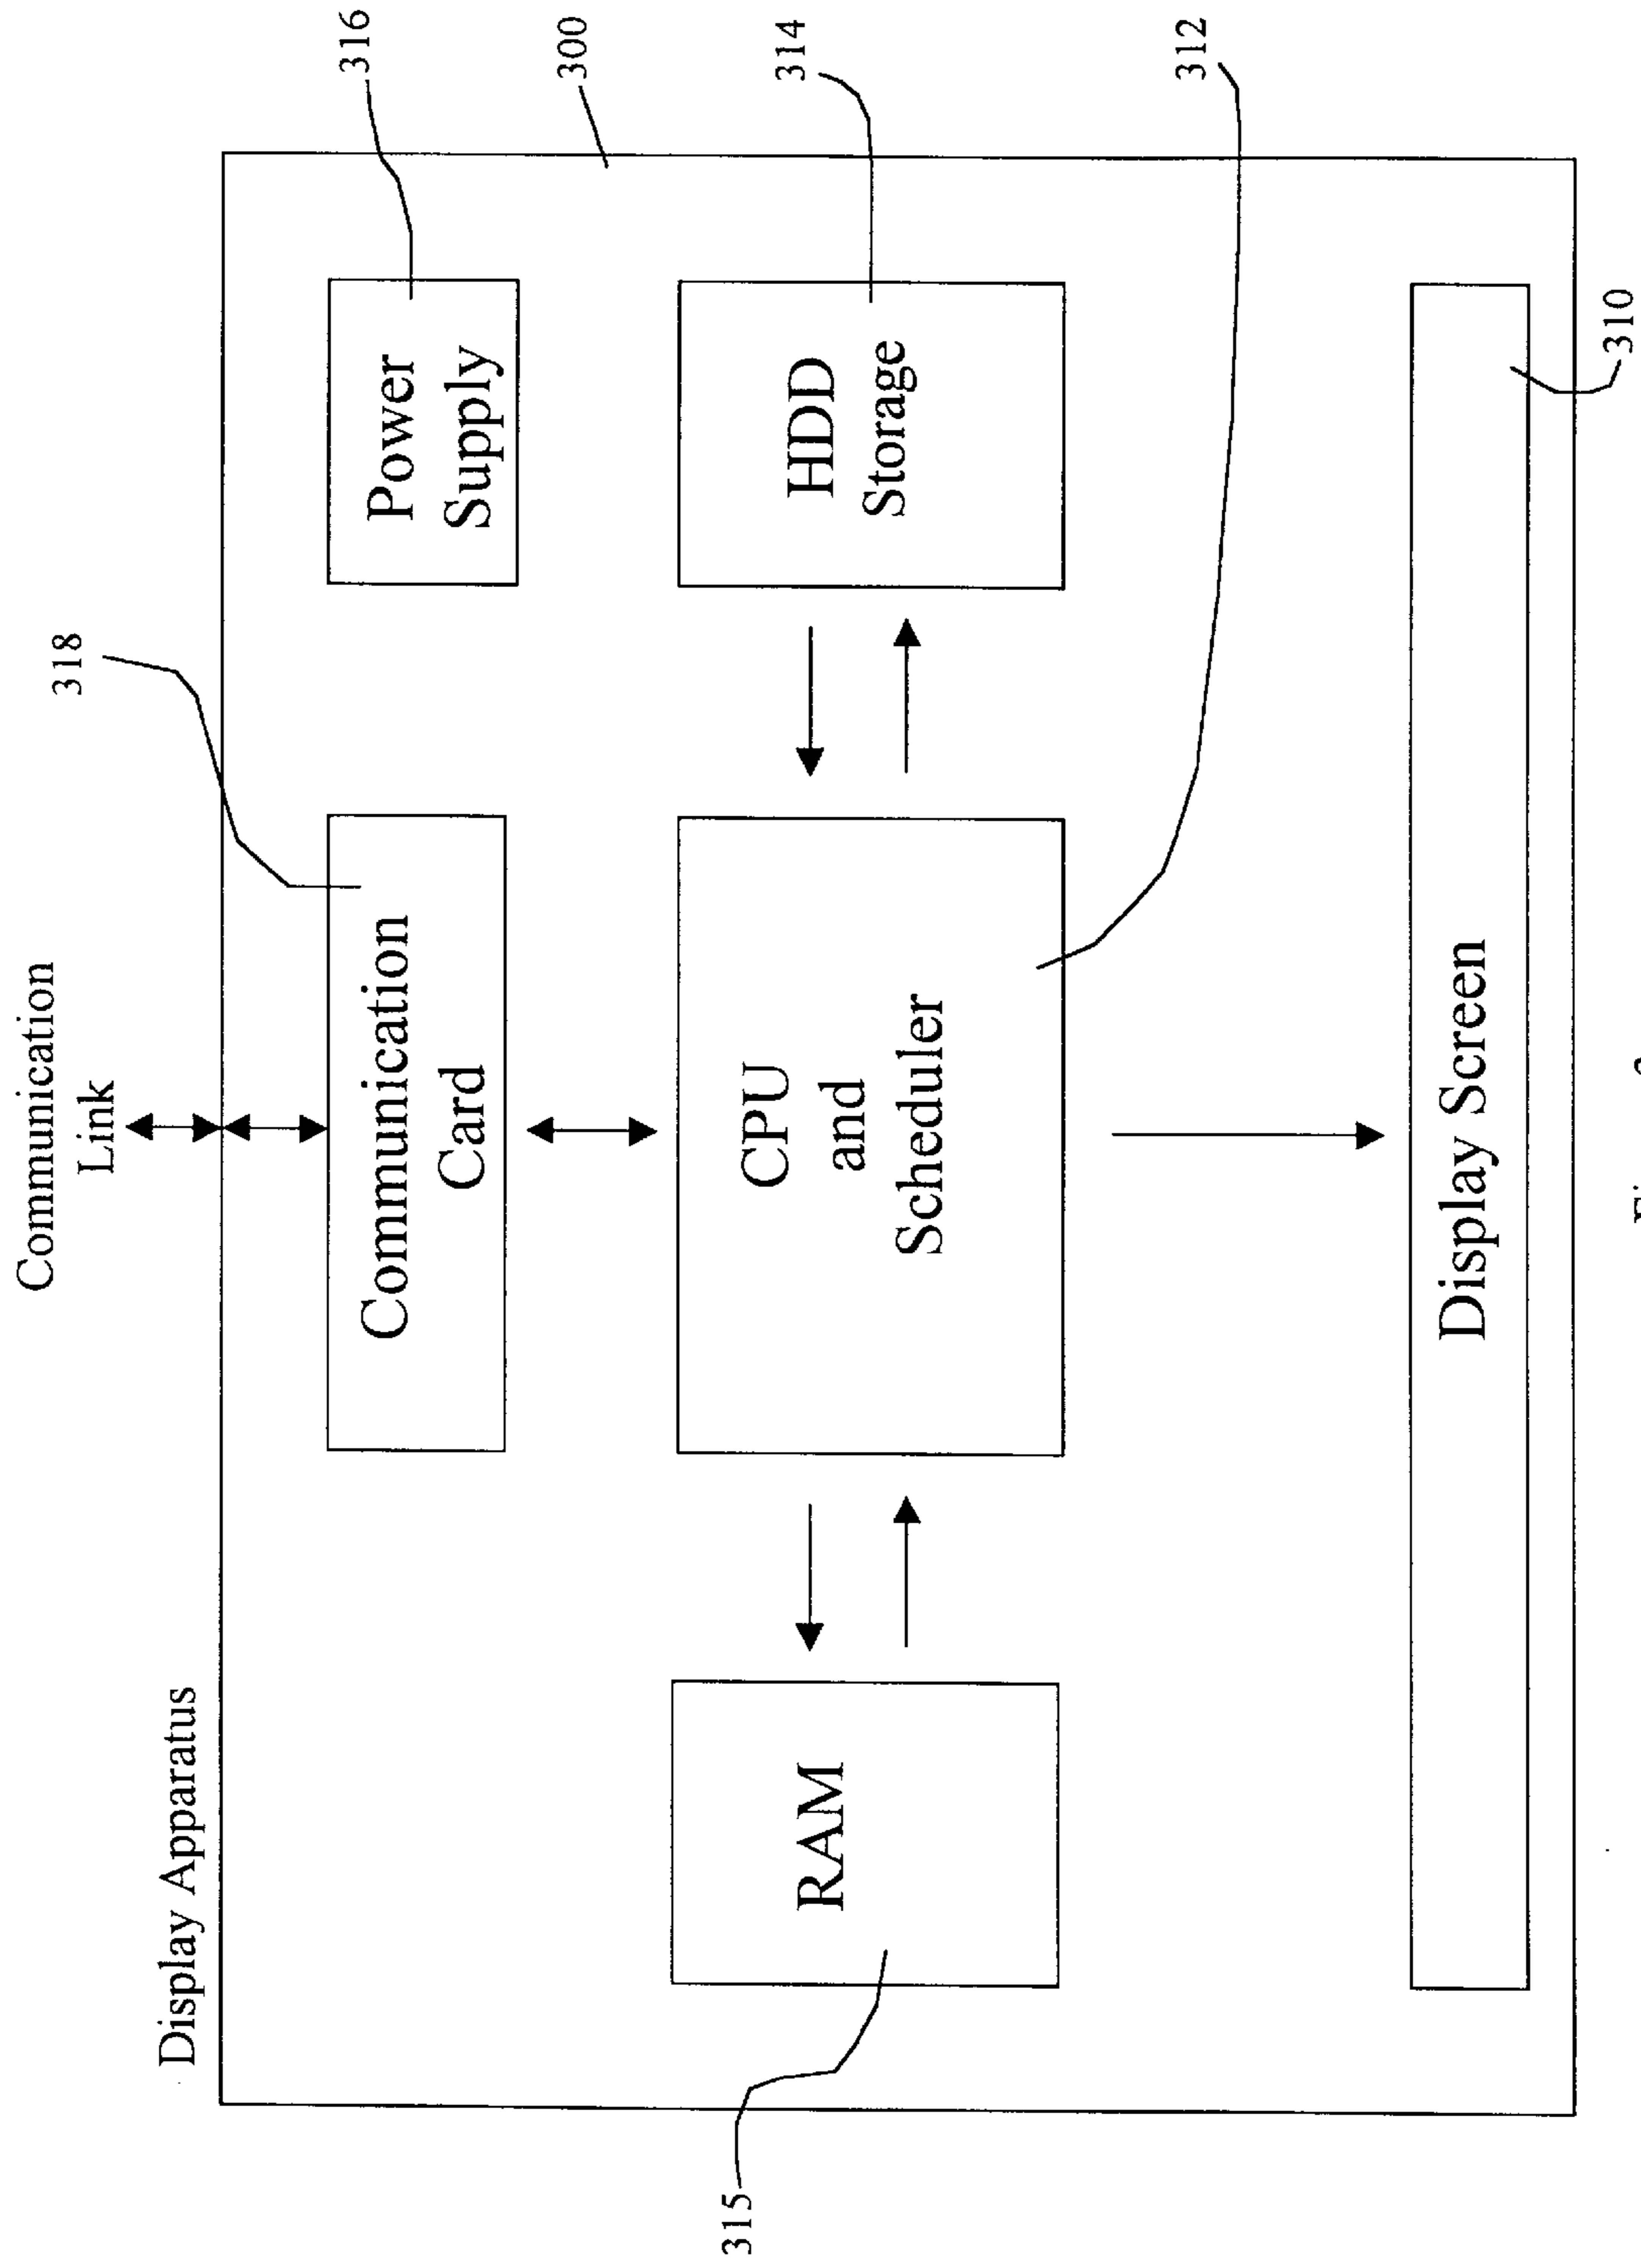 Communication
Link
318
316
300
314
312
310
315
Display Apparatus
Communication
Card
Power
Supply
RAM
CPU
and
Scheduler
HDD
Storage
Display Screen